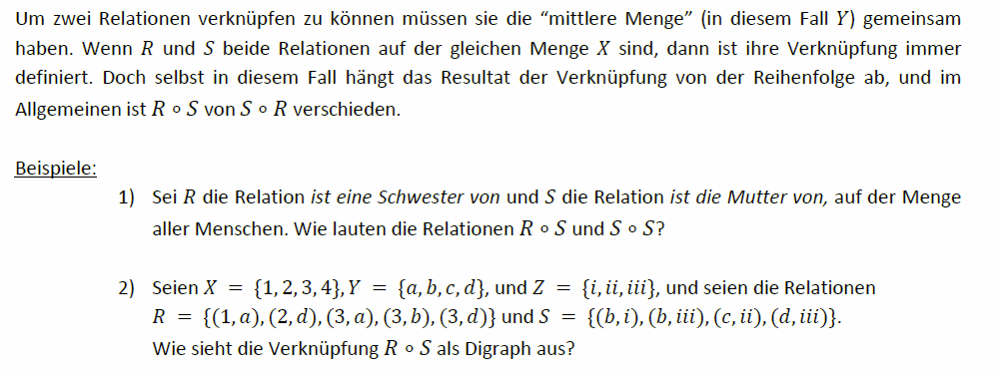 Um zwei Relationen verknüpfen zu können müssen sie die “mittlere Menge” (in diesem Fall Y) gemeinsam
haben. Wenn R und S beide Relationen auf der gleichen Menge X sind, dann ist ihre Verknüpfung immer
definiert. Doch selbst in diesem Fall hängt das Resultat der Verknüpfung von der Reihenfolge ab, und im
Allgemeinen ist R ∘ S von S ∘ R verschieden.
Beispiele:
1) Sei R die Relation ist eine Schwester von und S die Relation ist die Mutter von, auf der Menge
aller Menschen. Wie lauten die Relationen R ∘ S und S ∘ S?
2) Seien X = {1, 2, 3, 4}, Y = {a, b, c, d}, und Z = {i, ii, iii}, und seien die Relationen
R = {(1, a), (2, d), (3, a), (3, b), (3, d)} und S = {(b, i), (b, iii), (c, ii), (d, iii)}.
Wie sieht die Verknüpfung R ∘ S als Digraph aus?